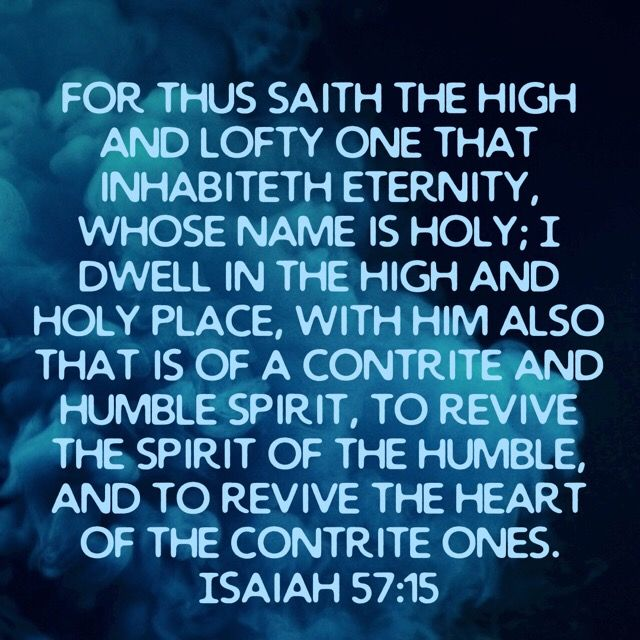 FOR THUS SAITH THE HIGH
AND LOFTY ONE THAT
INHABITETH ETERNITY,
WHOSE NAME IS HOLY; I
DWELL IN THE HIGH AND
HOLY PLACE, WITH HIM ALSO
THAT IS OF A CONTRITE AND
HUMBLE SPIRIT, TO REVIVE
THE SPIRIT OF THE HUMBLE,
AND TO REVIVE THE HEART
OF THE CONTRITE ONES.
ISAIAH 57:15